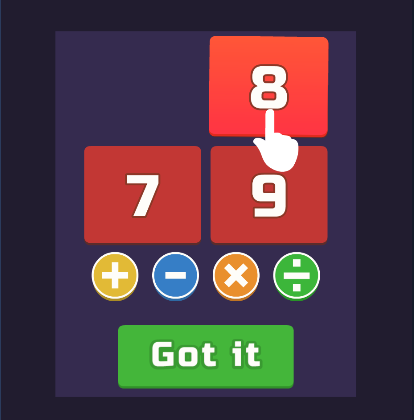 8
7 9
+ − × ÷
Got it